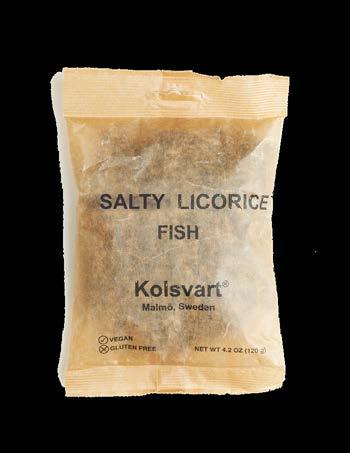 SALTY LICORICE
FISH
Kolsvart®
Malmö, Sweden
VEGAN
GLUTEN FREE
NET WT 4.2 OZ (120 g)